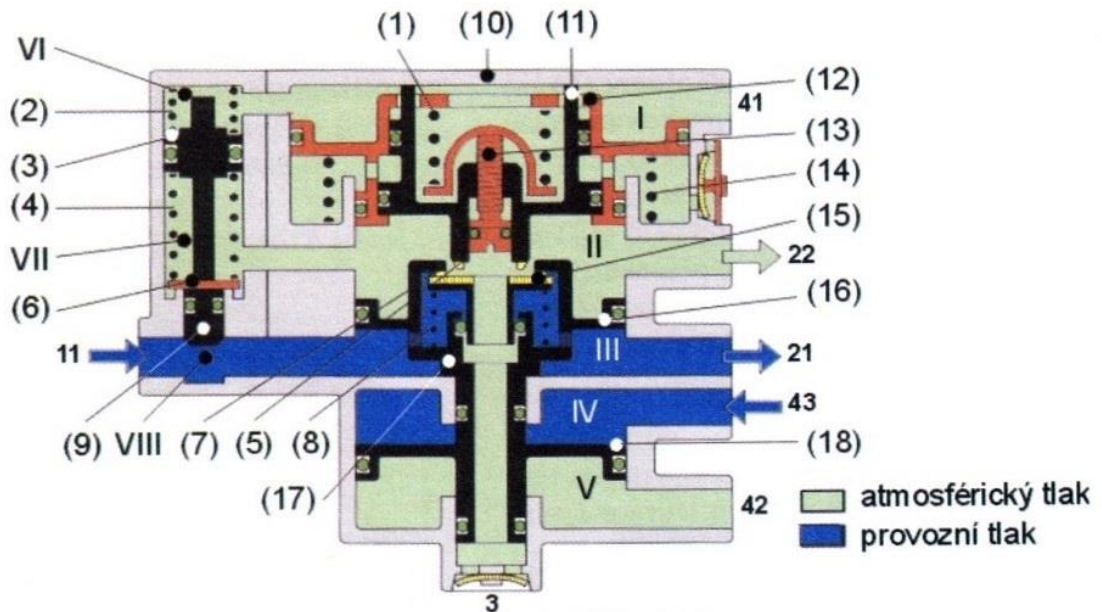 (1)
(10)
(11)
VI
(3)
(2)
(4)
VII
(6)
(12)
41
I
(13)
(14)
(15)
II
22
(16)
11
III
21
IV
43
(9)
VIII
(7)
(5)
(8)
(17)
(18)
V
42
atmosférický tlak
provozní tlak
3